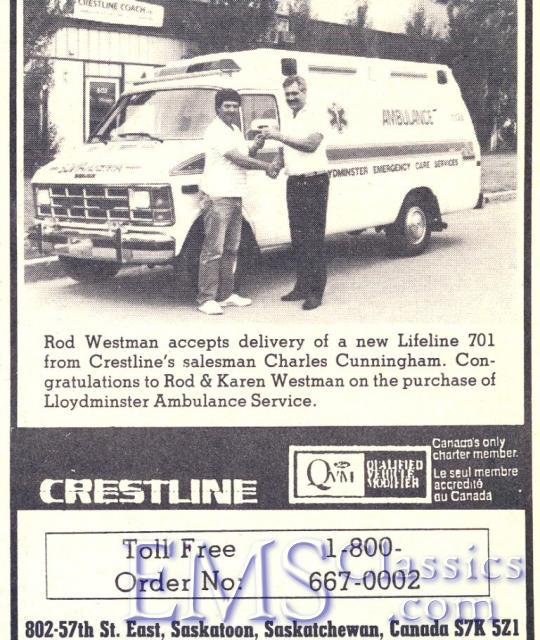 CRESTLINE COACH
AMBULANCE
YDMINSTER EMERGENCY CARE SERVICES
Rod Westman accepts delivery of a new Lifeline 701
from Crestline's salesman Charles Cunningham. Con-
gratulations to Rod & Karen Westman on the purchase of
Lloydminster Ambulance Service.
Canada's only
charter member.
QVM QUALIFIED
VEHICLE
MODIFIER
Le seul membre
accrédité
au Canada
CRESTLINE
Toll Free 1-800-
Order No: 667-0002
EMSClassics
.com
802-57th St. East, Saskatoon, Saskatchewan, Canada S7K 5Z1